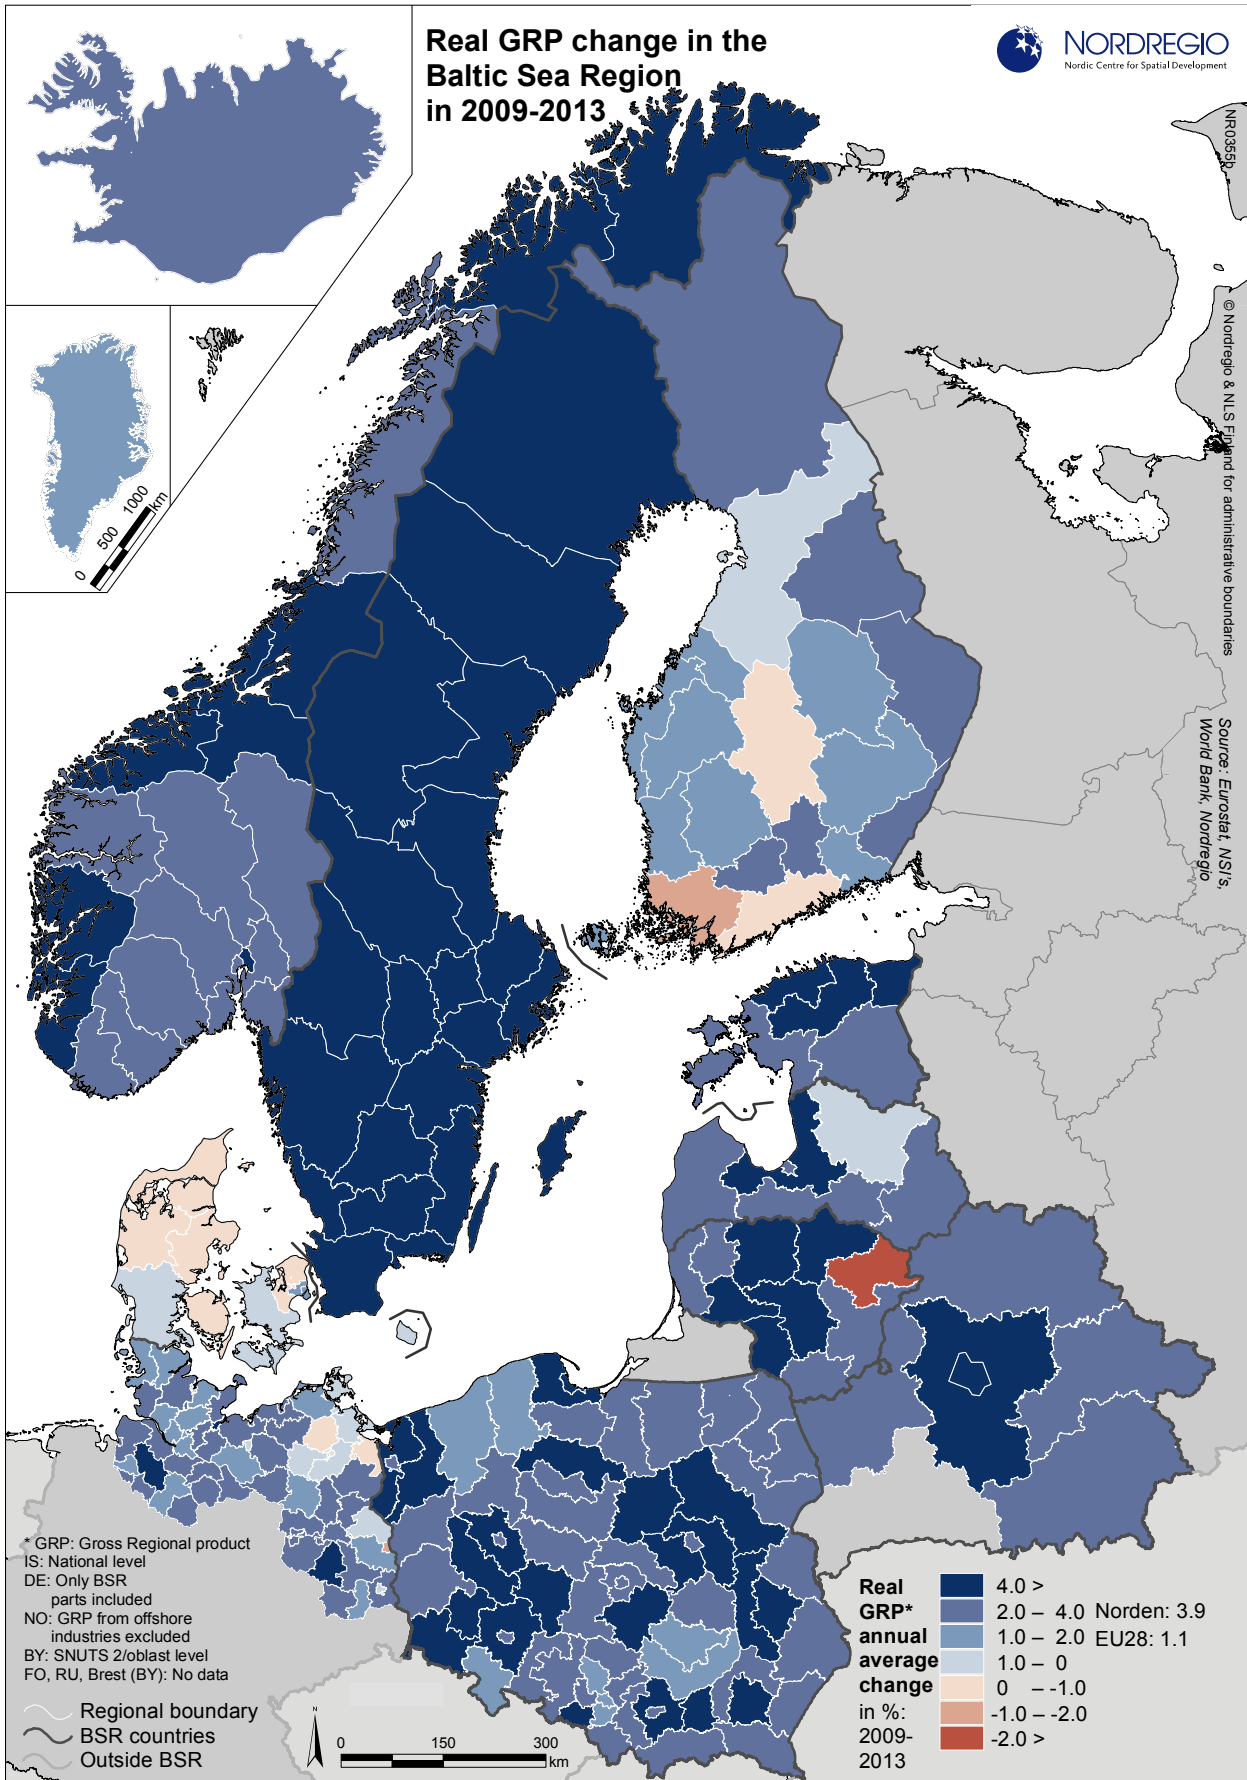 Real GRP change in the
Baltic Sea Region
in 2009-2013
NORDREGIO
Nordic Centre for Spatial Development
NR0355b
© Nordregio & NLS Finland for administrative boundaries
Source: Eurostat, NSI's,
World Bank, Nordregio
0
500
1000
km
* GRP: Gross Regional product
IS: National level
DE: Only BSR
parts included
NO: GRP from offshore
industries excluded
BY: SNUTS 2/oblast level
FO, RU, Brest (BY): No data
Regional boundary
BSR countries
Outside BSR
N
0 150 300
km
Real
GRP*
annual
average
change
in %:
2009-
2013
4.0 >
2.0 – 4.0
1.0 – 2.0
1.0 – 0
0 – -1.0
-1.0 – -2.0
-2.0 >
Norden: 3.9
EU28: 1.1